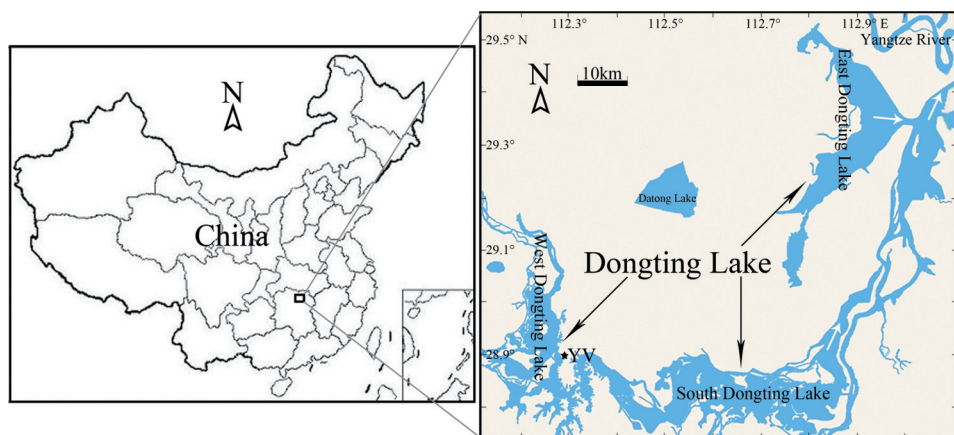 N
China
112.3°
112.5°
112.7°
112.9° E
29.5° N
29.3°
29.1°
28.9°
N
10km
Yangtze River
East Dongting Lake
Datong Lake
West Dongting Lake
Dongting Lake
YV
South Dongting Lake